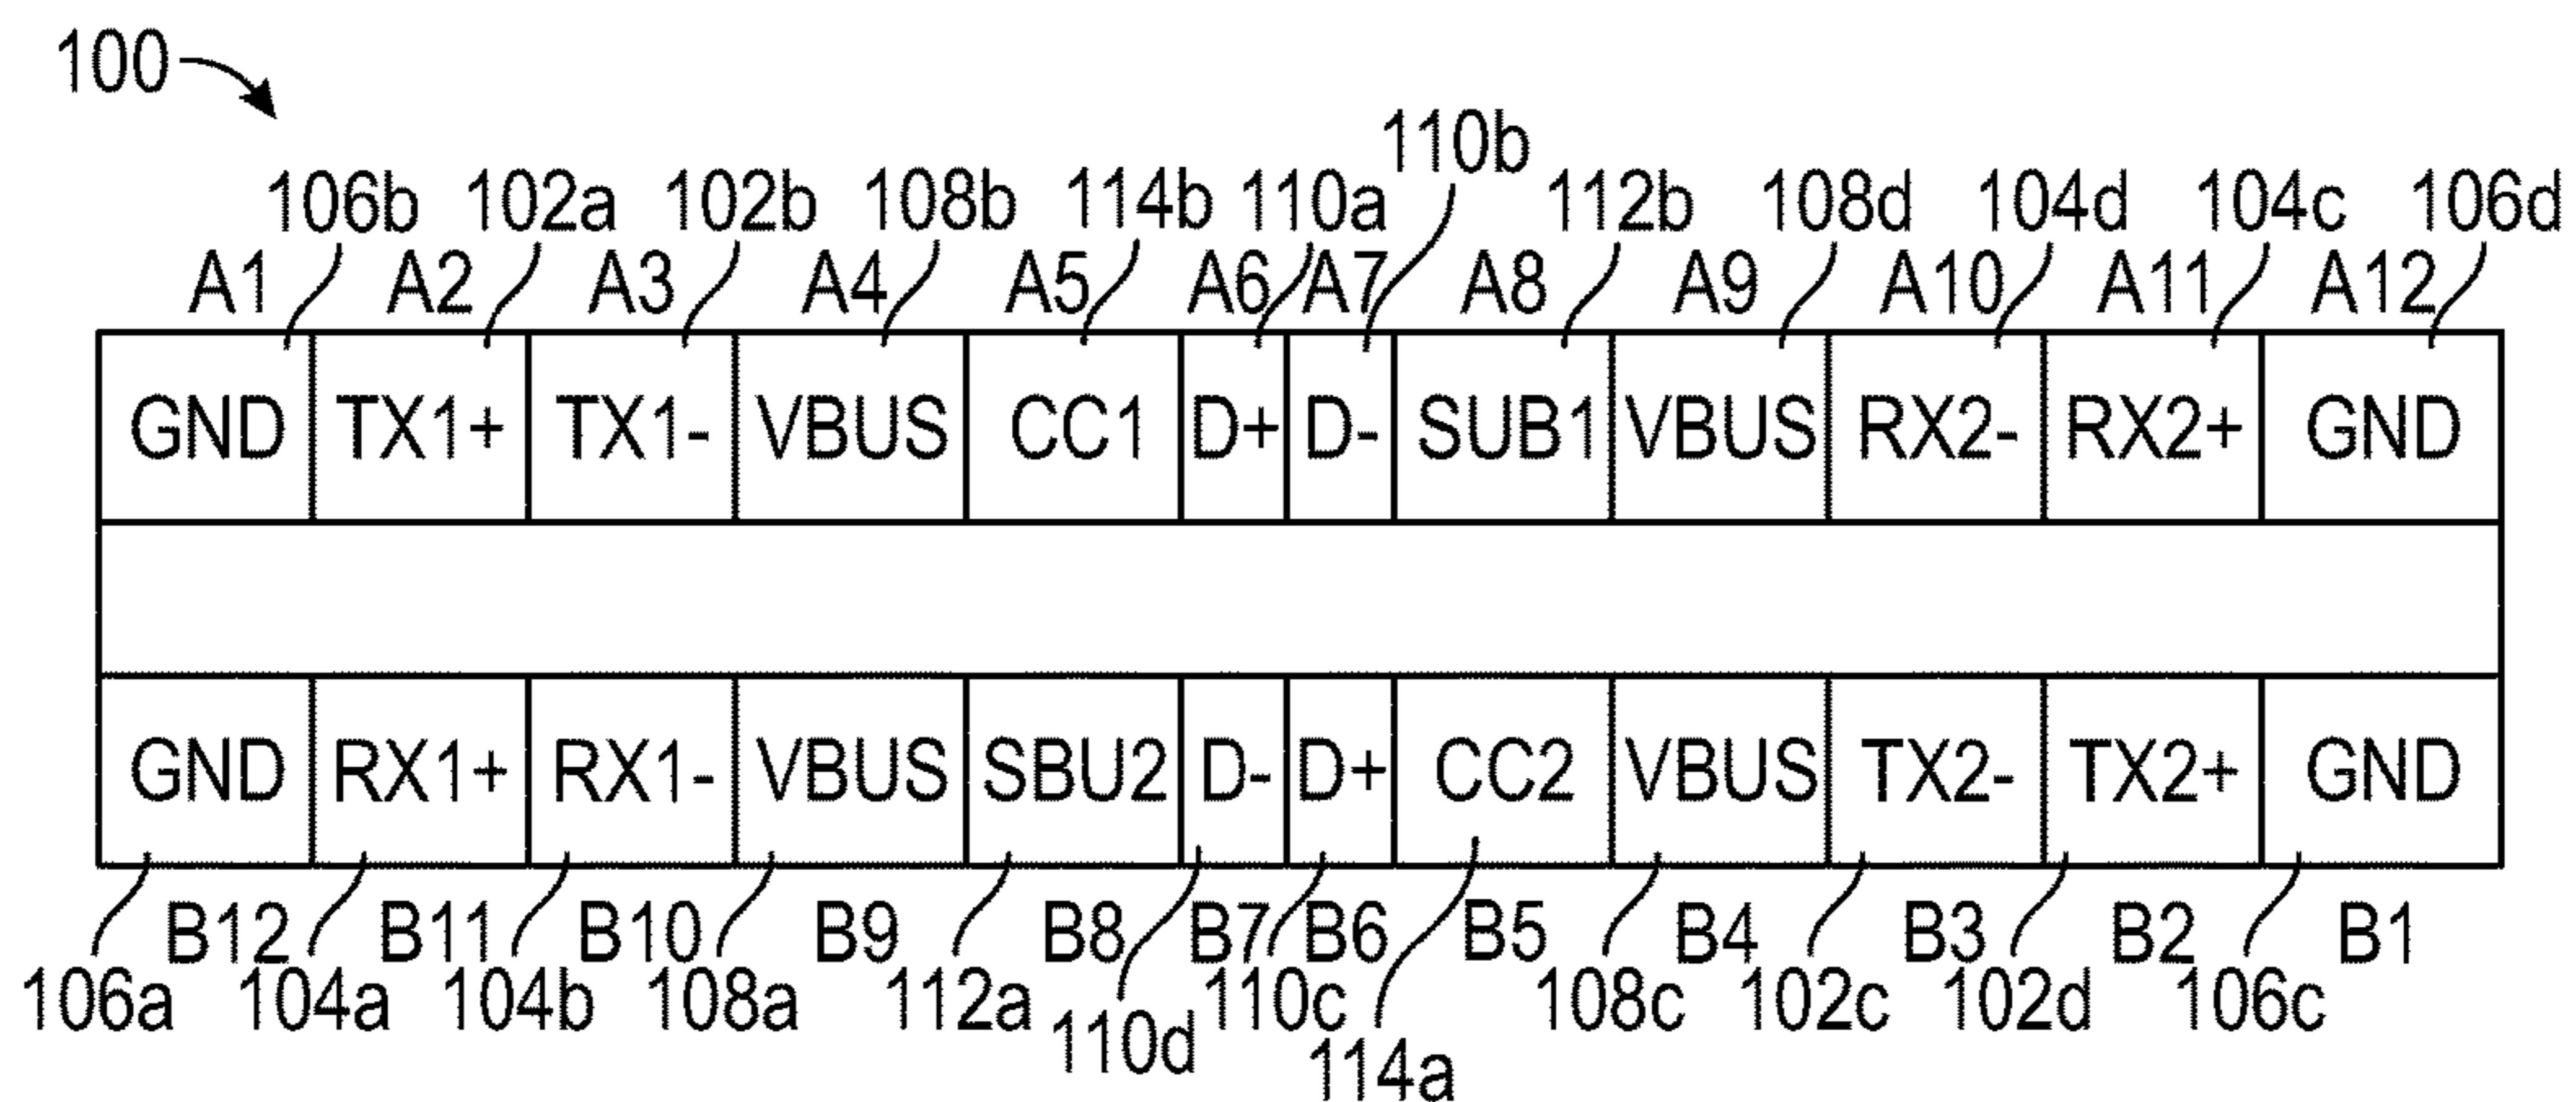 100
110b
106b 102a 102b 108b 114b 110a 112b 108d 104d 104c 106d
A1 A2 A3 A4 A5 A6 A7 A8 A9 A10 A11 A12
GND TX1+ TX1- VBUS CC1 D+ D- SUB1 VBUS RX2- RX2+ GND
GND RX1+ RX1- VBUS SBU2 D- D+ CC2 VBUS TX2- TX2+ GND
B12 B11 B10 B9 B8 B7 B6 B5 B4 B3 B2 B1
106a 104a 104b 108a 112a 110c 108c 102c 102d 106c
110d 114a